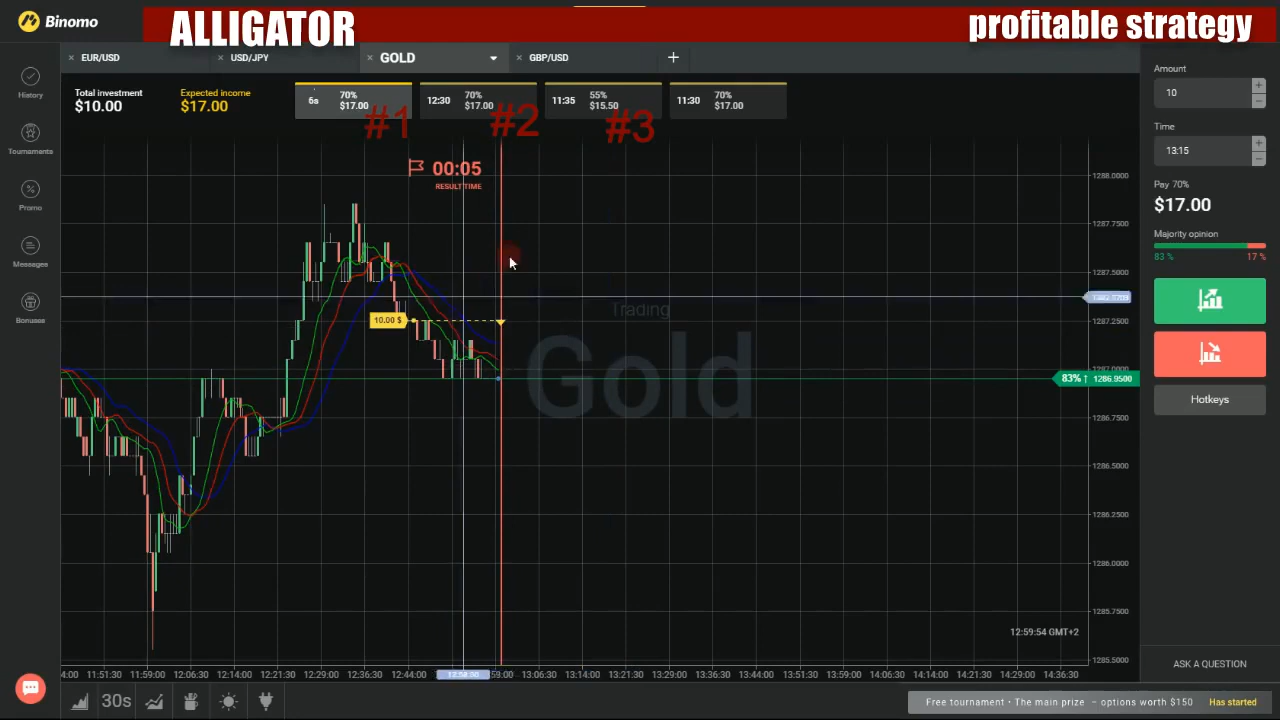 ALLIGATOR
profitable strategy
Binomo
EUR/USD
USD/JPY
GOLD
GBP/USD
History
Tournaments
Promo
Messages
Bonuses
Total investment
$10.00
Expected income
$17.00
6s 70% $17.00
12:30 70% $17.00
11:35 55% $15.50
11:30 70% $17.00
#1
#2
#3
00:05
RESULT TIME
10.00 $
Trading
Gold
1288.0000
1287.7500
1287.5000
1287.2500
1287.0000
83% ↑ 1286.9500
1286.7500
1286.5000
1286.2500
1286.0000
1285.7500
1285.5000
12:59:54 GMT+2
4:00 11:51:30 11:59:00 12:06:30 12:14:00 12:21:30 12:29:00 12:36:30 12:44:00 59:00 13:06:30 13:14:00 13:21:30 13:29:00 13:36:30 13:44:00 13:51:30 13:59:00 14:06:30 14:14:00 14:21:30 14:29:00 14:36:30
30s
Amount
10
Time
13:15
Pay 70%
$17.00
Majority opinion
83 % 17 %
Hotkeys
ASK A QUESTION
Free tournament • The main prize – options worth $150 Has started